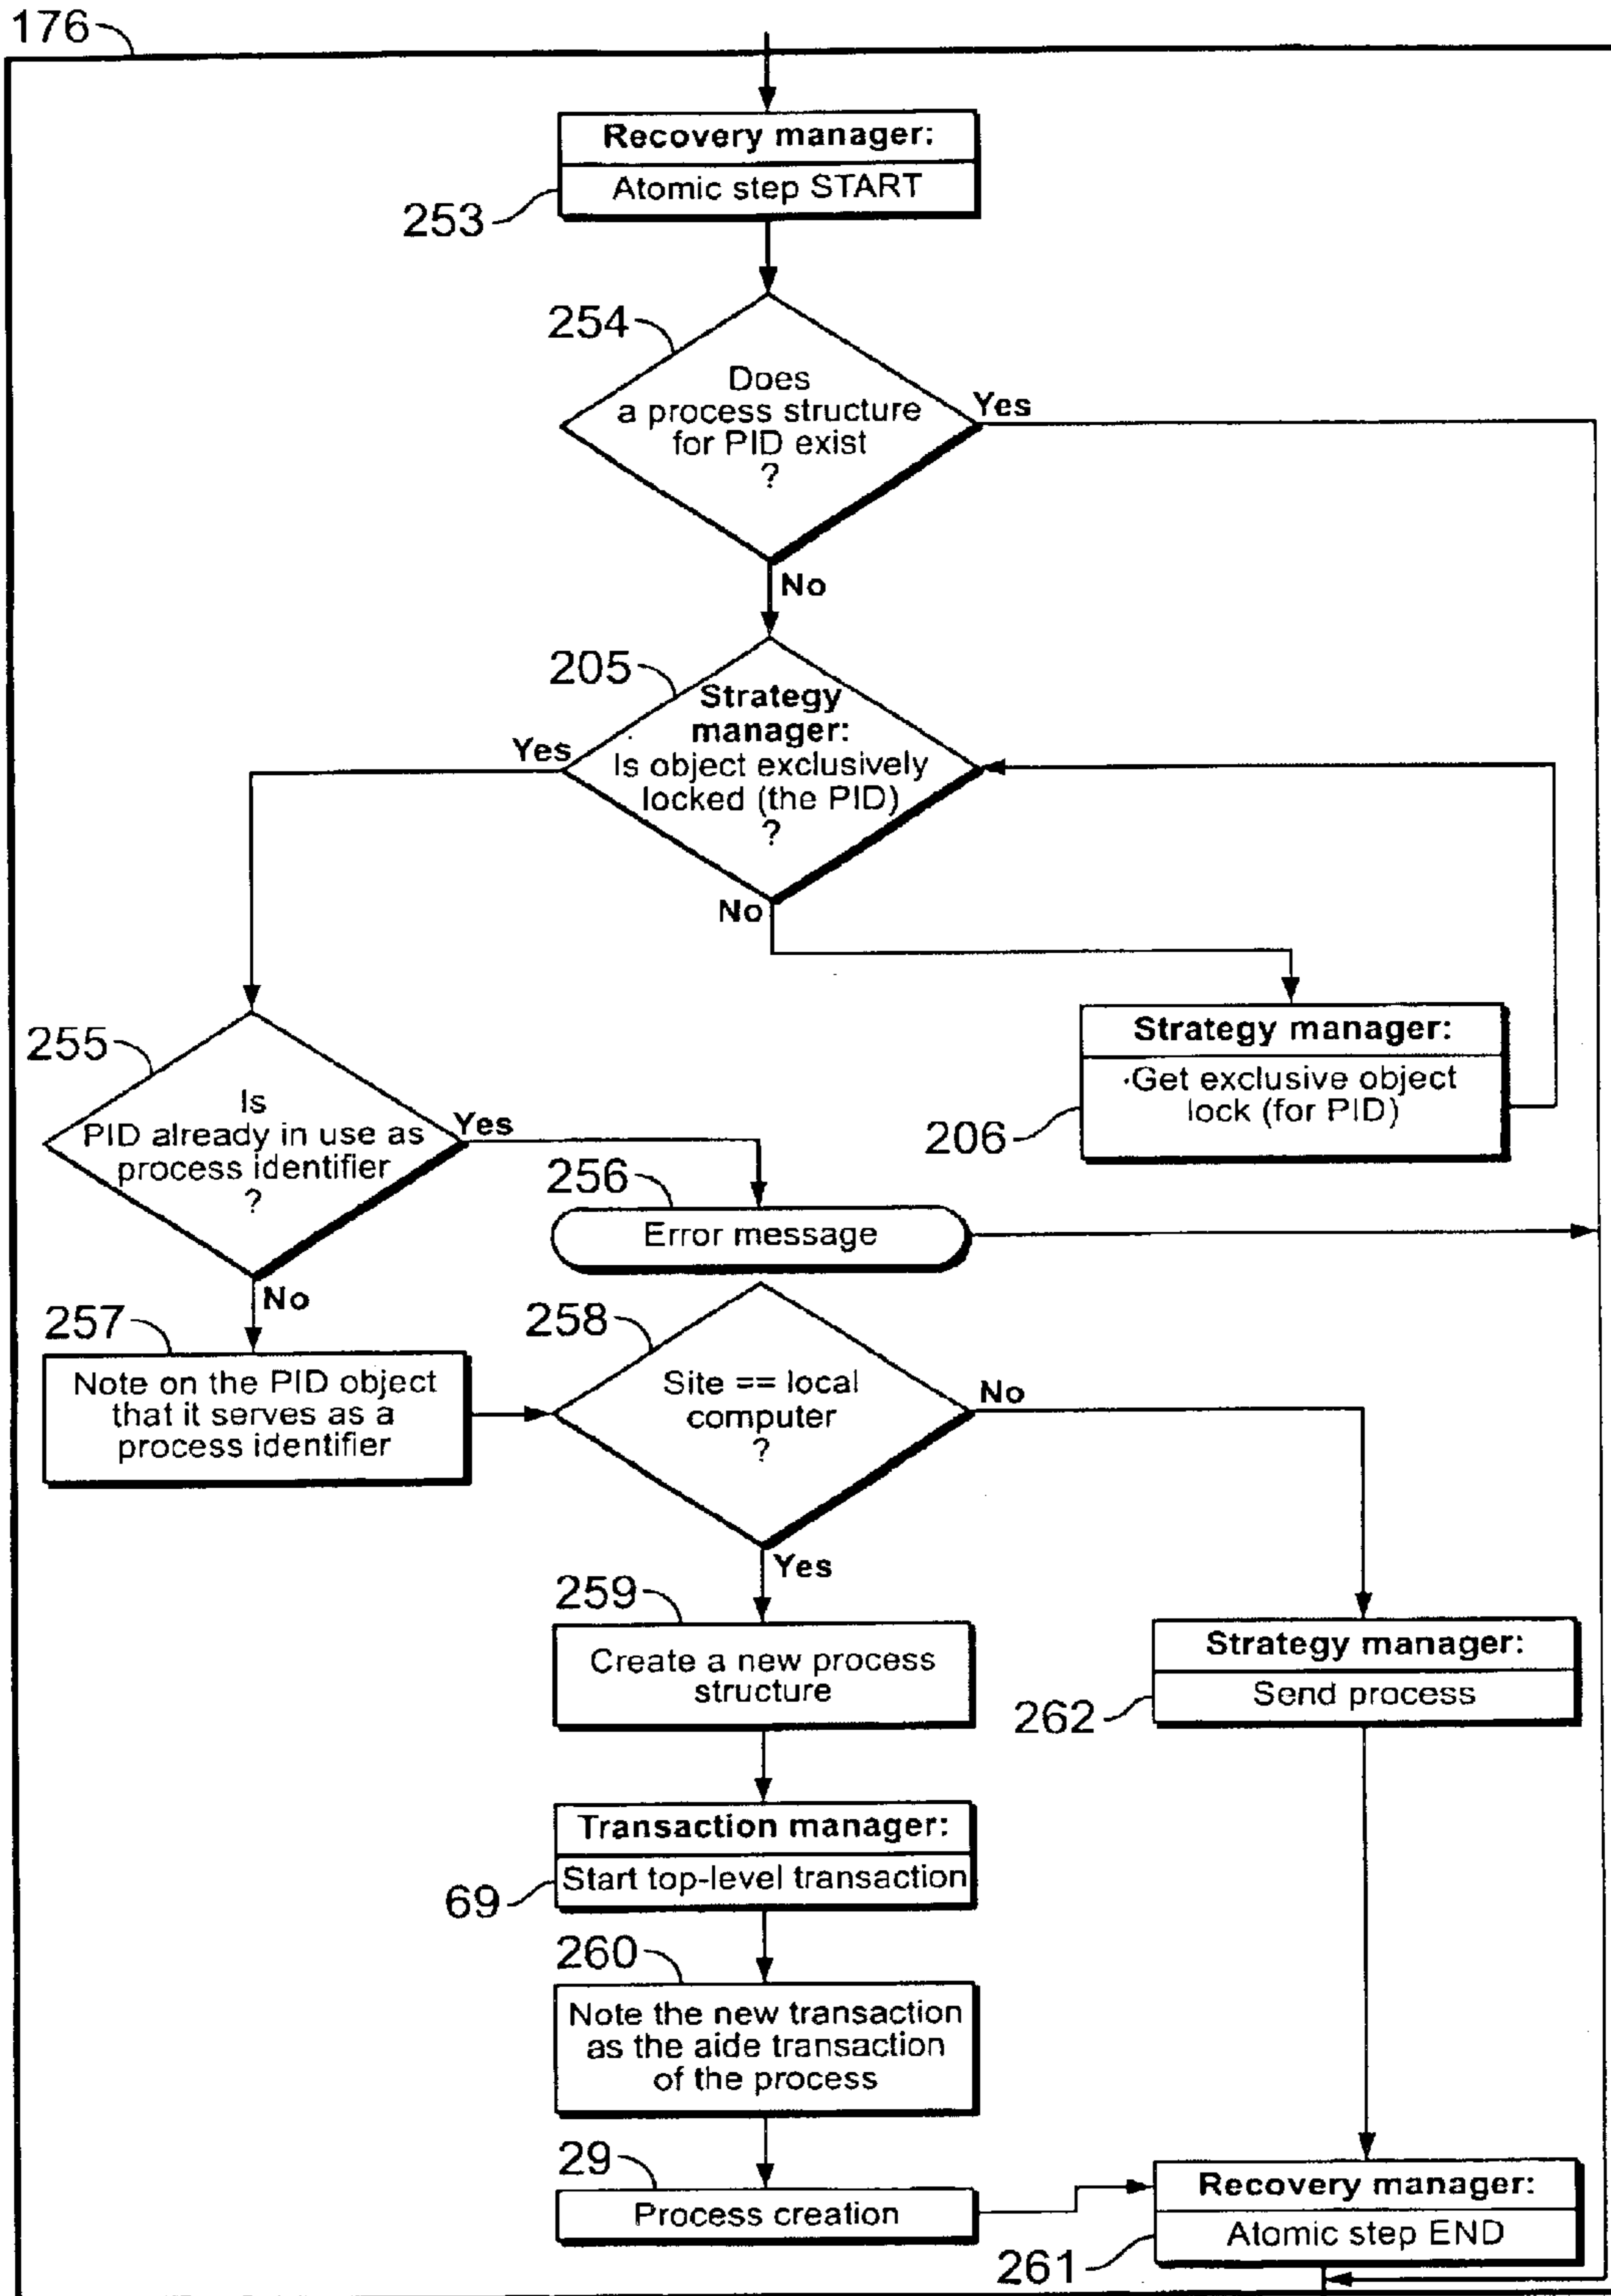 176
Recovery manager:
Atomic step START
253
254
Does
a process structure
for PID exist
?
Yes
No
205
Strategy
manager:
Is object exclusively
locked (the PID)
?
Yes
No
Strategy manager:
Get exclusive object
lock (for PID)
206
255
Is
PID already in use as
process identifier
?
Yes
256
Error message
No
257
Note on the PID object
that it serves as a
process identifier
258
Site == local
computer
?
No
Yes
259
Create a new process
structure
Strategy manager:
Send process
262
Transaction manager:
Start top-level transaction
69
260
Note the new transaction
as the aide transaction
of the process
29
Process creation
Recovery manager:
Atomic step END
261